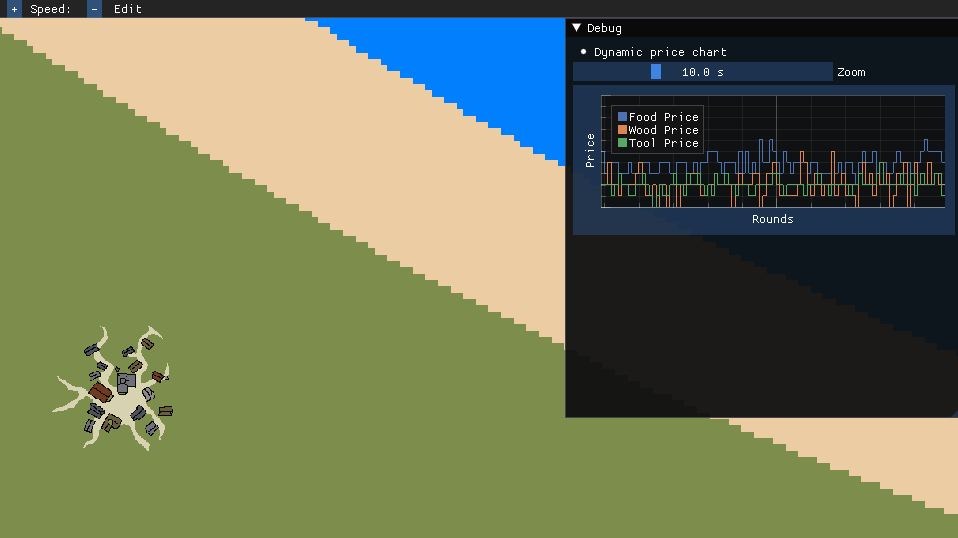 + Speed: - Edit
Debug
Dynamic price chart
10.0 s Zoom
Food Price
Wood Price
Tool Price
Price
Rounds